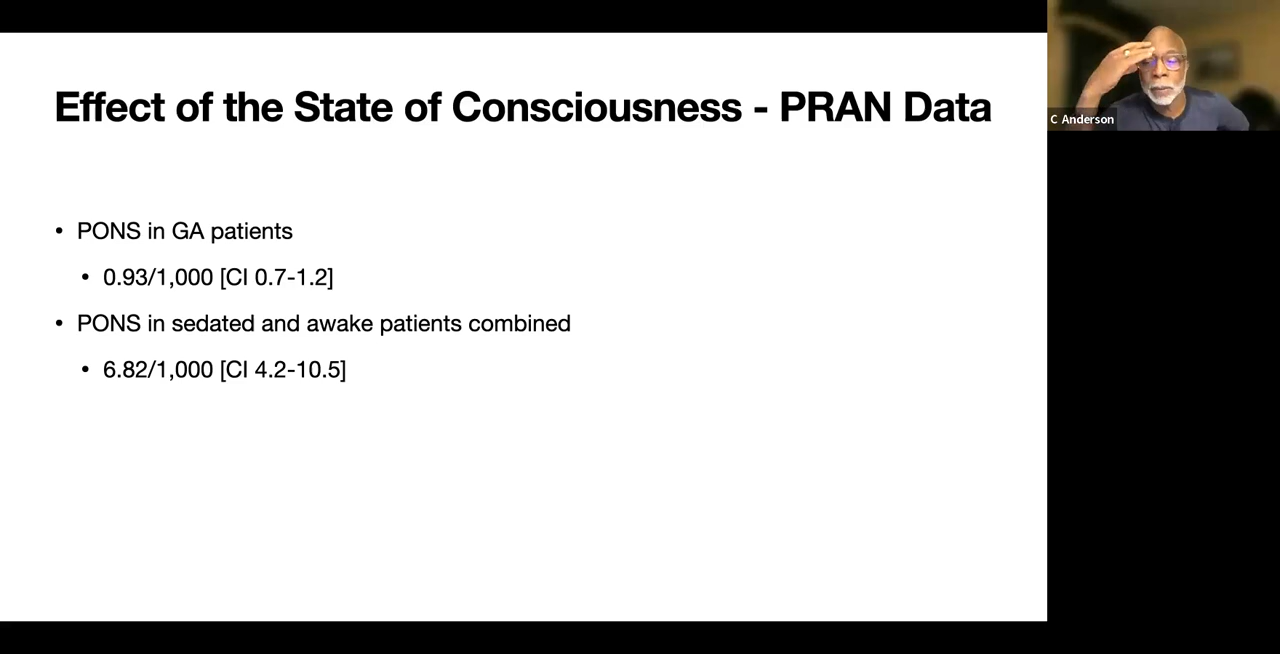 Effect of the State of Consciousness - PRAN Data
• PONS in GA patients
• 0.93/1,000 [CI 0.7-1.2]
• PONS in sedated and awake patients combined
• 6.82/1,000 [CI 4.2-10.5]
C Anderson